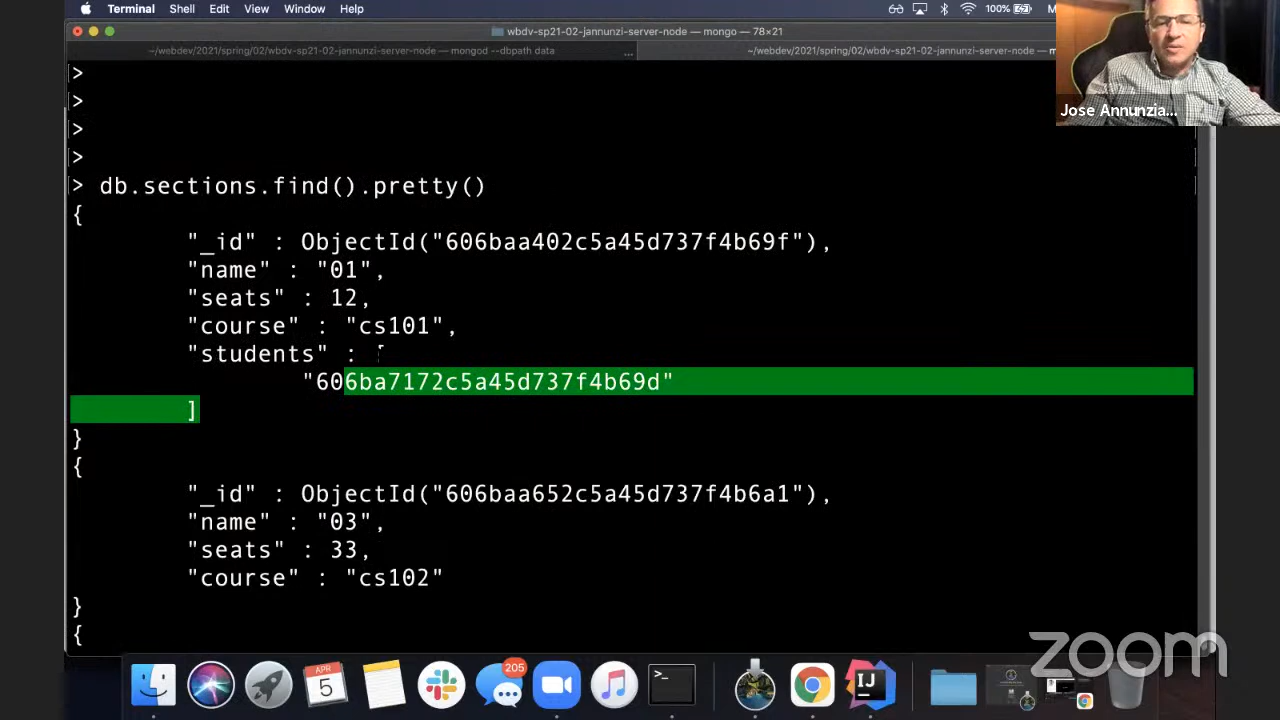 Terminal Shell Edit View Window Help 100%
wbdv-sp21-02-jannunzi-server-node — mongo — 78×21
~/webdev/2021/spring/02/wbdv-sp21-02-jannunzi-server-node — mongod --dbpath data ... ~/webdev/2021/spring/02/wbdv-sp21-02-jannunzi-server-node — m
Jose Annunzia...
>
>
>
>
> db.sections.find().pretty()
{
"_id" : ObjectId("606baa402c5a45d737f4b69f"),
"name" : "01",
"seats" : 12,
"course" : "cs101",
"students" : [
"606ba7172c5a45d737f4b69d"
]
}
{
"_id" : ObjectId("606baa652c5a45d737f4b6a1"),
"name" : "03",
"seats" : 33,
"course" : "cs102"
}
{
zoom
APR
5
205
>_
IJ